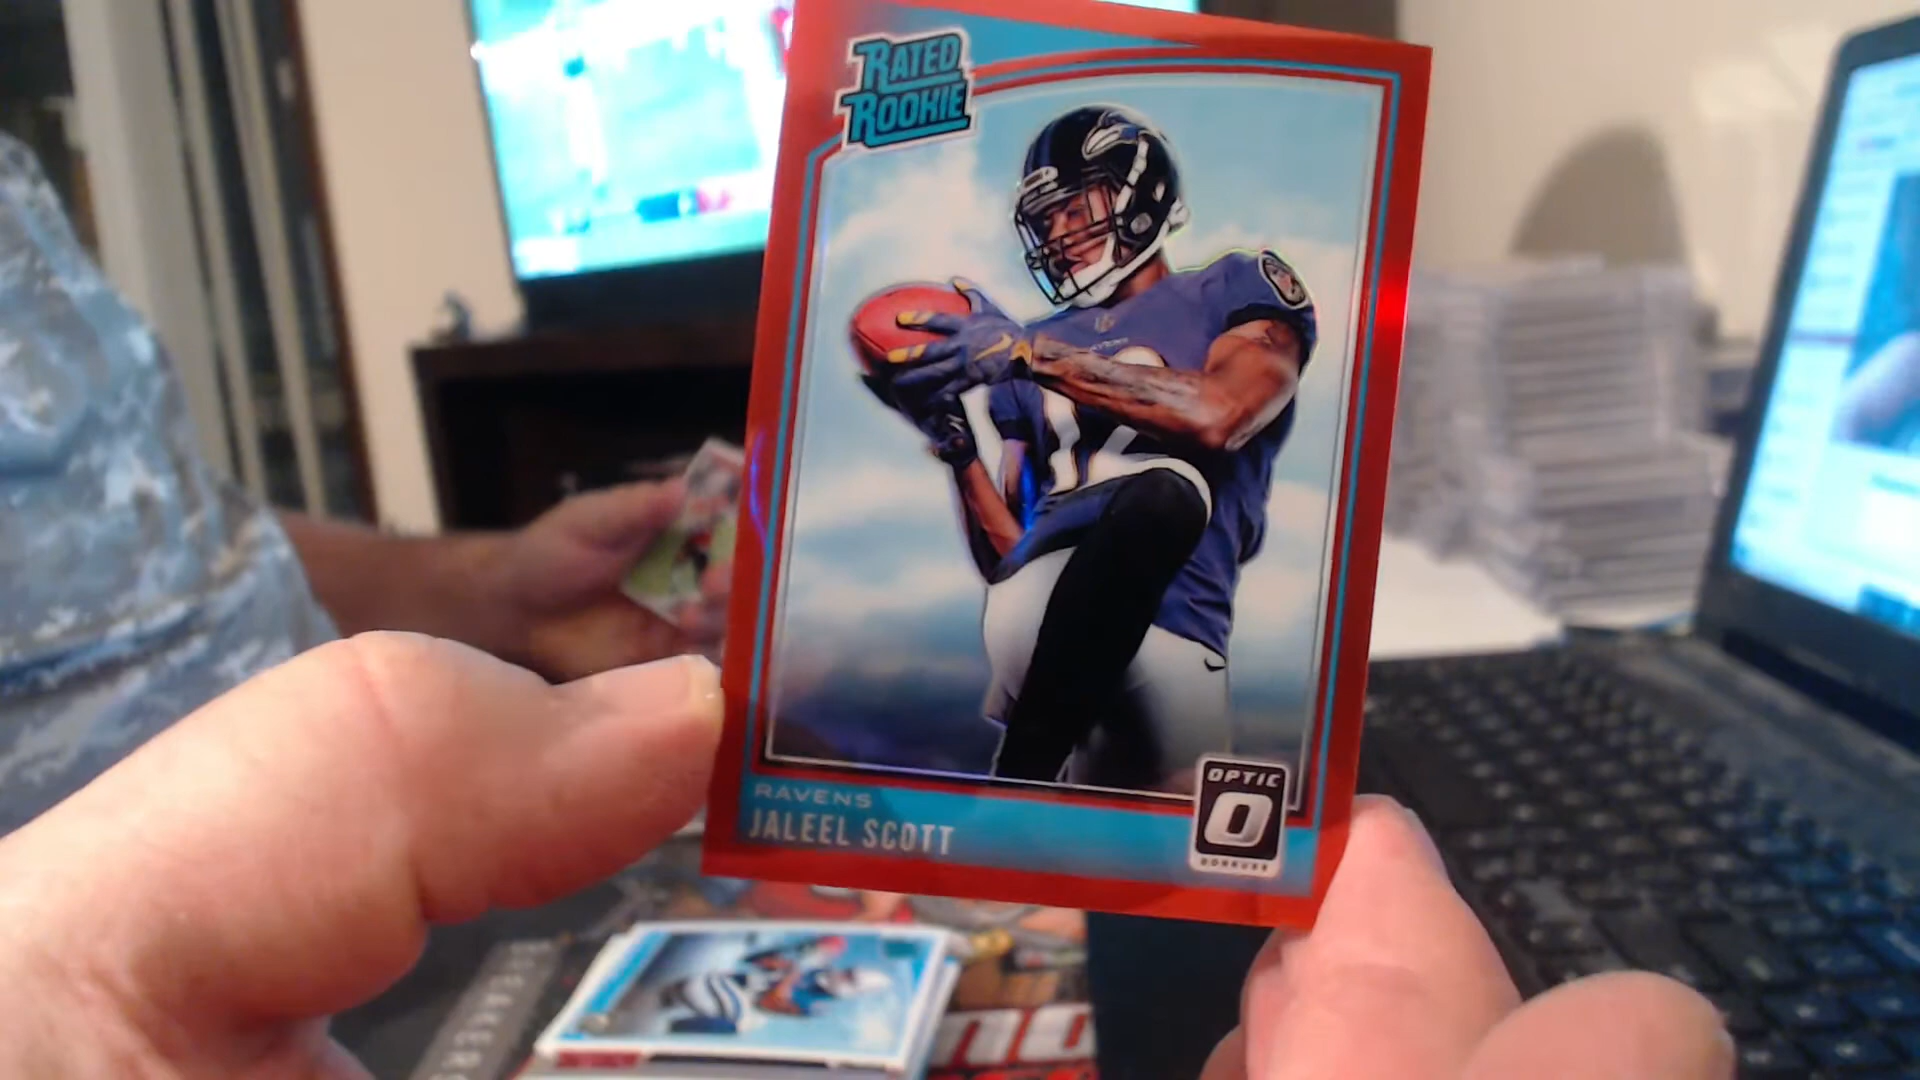 RATED
ROOKIE
RAVENS
JALEEL SCOTT
OPTIC
O
DONRUSS